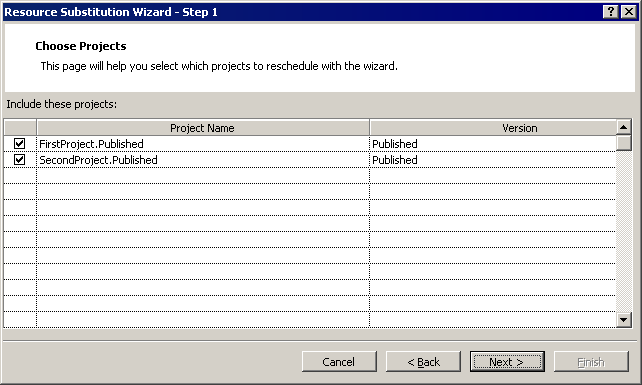 Resource Substitution Wizard - Step 1
Choose Projects
This page will help you select which projects to reschedule with the wizard.
Include these projects:
Project Name Version
FirstProject.Published Published
SecondProject.Published Published
Cancel < Back Next > Finish